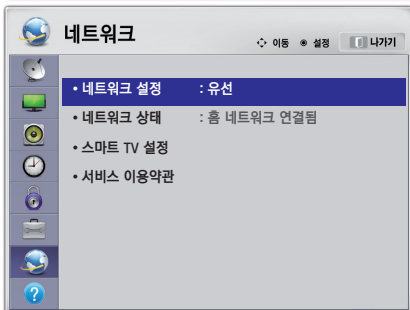 네트워크
이동 설정 나가기
• 네트워크 설정 : 유선
• 네트워크 상태 : 홈 네트워크 연결됨
• 스마트 TV 설정
• 서비스 이용약관
?